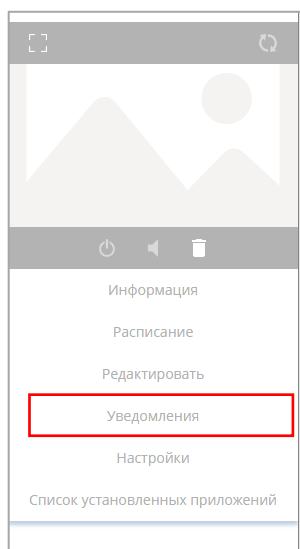 Информация
Расписание
Редактировать
Уведомления
Настройки
Список установленных приложений